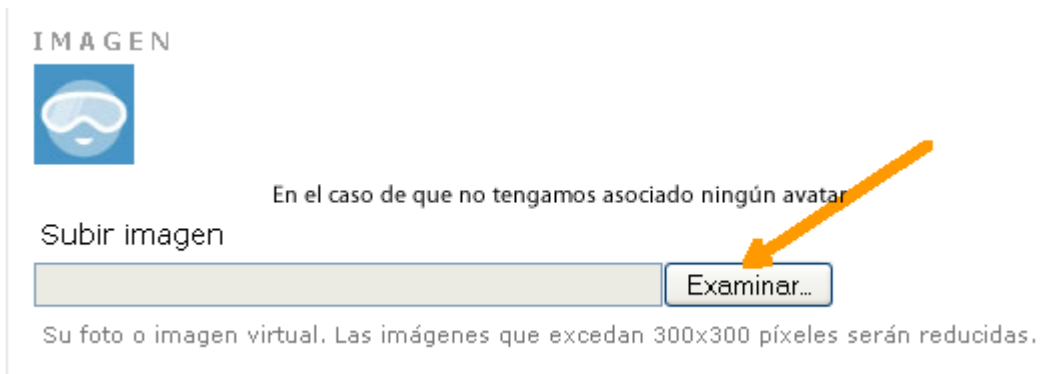 IMAGEN
En el caso de que no tengamos asociado ningún avatar
Subir imagen
Examinar...
Su foto o imagen virtual. Las imágenes que excedan 300x300 píxeles serán reducidas.